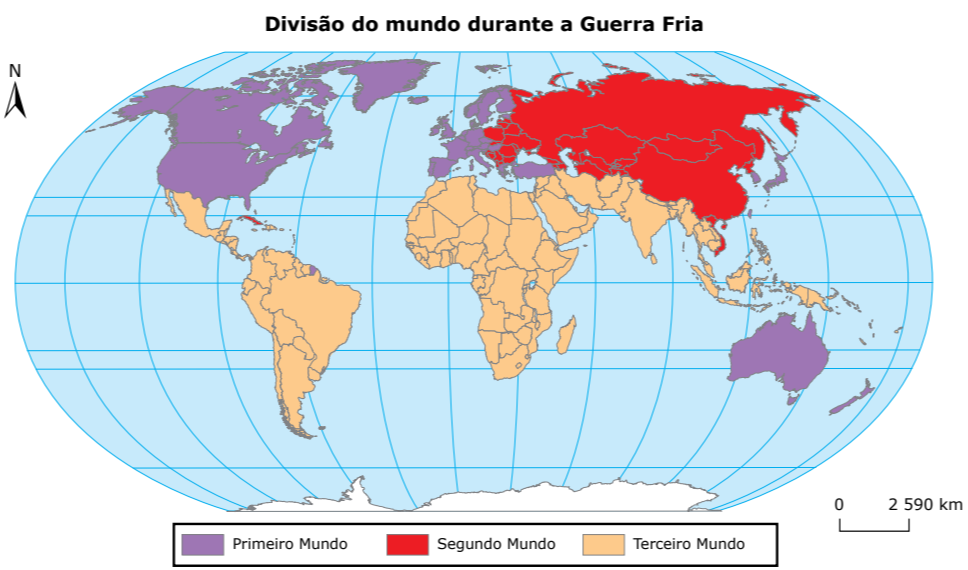 Divisão do mundo durante a Guerra Fria
N
0 2 590 km
Primeiro Mundo Segundo Mundo Terceiro Mundo